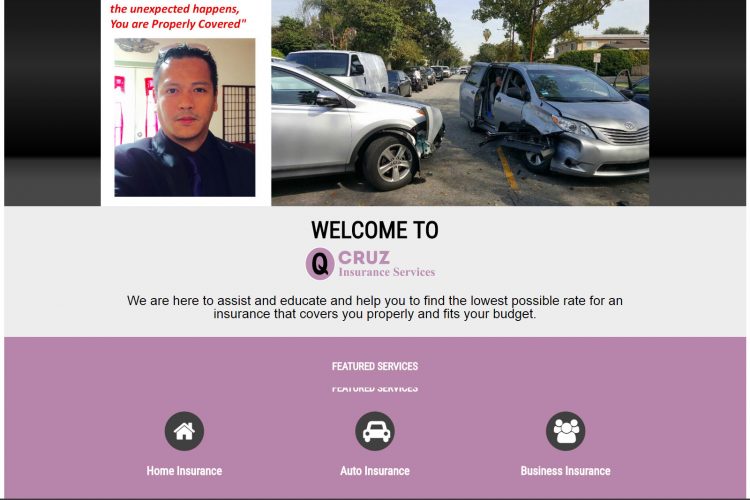 the unexpected happens,
You are Properly Covered"
WELCOME TO
Q CRUZ
Insurance Services
We are here to assist and educate and help you to find the lowest possible rate for an
insurance that covers you properly and fits your budget.
FEATURED SERVICES
FEATURED SERVICES
Home Insurance
Auto Insurance
Business Insurance